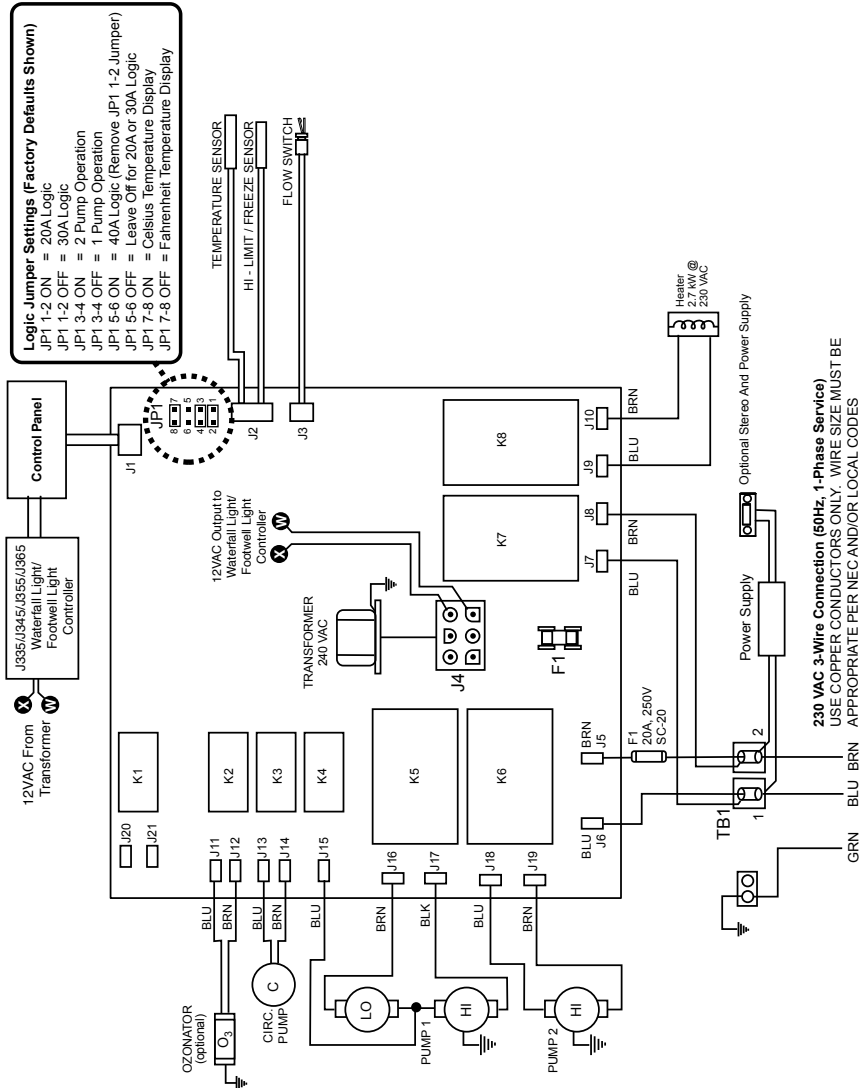 Logic Jumper Settings (Factory Defaults Shown)
JP1 1-2 ON = 20A Logic
JP1 1-2 OFF = 30A Logic
JP1 3-4 ON = 2 Pump Operation
JP1 3-4 OFF = 1 Pump Operation
JP1 5-6 ON = 40A Logic (Remove JP1 1-2 Jumper)
JP1 5-6 OFF = Leave Off for 20A or 30A Logic
JP1 7-8 ON = Celsius Temperature Display
JP1 7-8 OFF = Fahrenheit Temperature Display
12VAC From
Transformer
X
W
J335/J345/J355/J365
Waterfall Light/
Footwell Light
Controller
Control Panel
J1
JP1
8 7
6 5
4 3
2 1
J2
J3
TEMPERATURE SENSOR
HI - LIMIT / FREEZE SENSOR
FLOW SWITCH
J20
J21
K1
K2
K3
K4
K5
K6
K7
K8
TRANSFORMER
240 VAC
12VAC Output to
Waterfall Light/
Footwell Light
Controller
X
W
J4
F1
OZONATOR
(optional)
O3
BLU
J11
BRN
J12
CIRC.
PUMP
C
BLU
J13
BRN
J14
BLU
J15
LO
BRN
J16
PUMP 1
HI
BLK
J17
BLU
J18
PUMP 2
HI
BRN
J19
BLU
J6
BRN
J5
F1
20A, 250V
SC-20
BLU
J7
BRN
J8
BLU
J9
BRN
J10
Heater
2.7 kW @
230 VAC
TB1
1
2
Power Supply
Optional Stereo And Power Supply
GRN
BLU
BRN
230 VAC 3-Wire Connection (50Hz, 1-Phase Service)
USE COPPER CONDUCTORS ONLY. WIRE SIZE MUST BE
APPROPRIATE PER NEC AND/OR LOCAL CODES